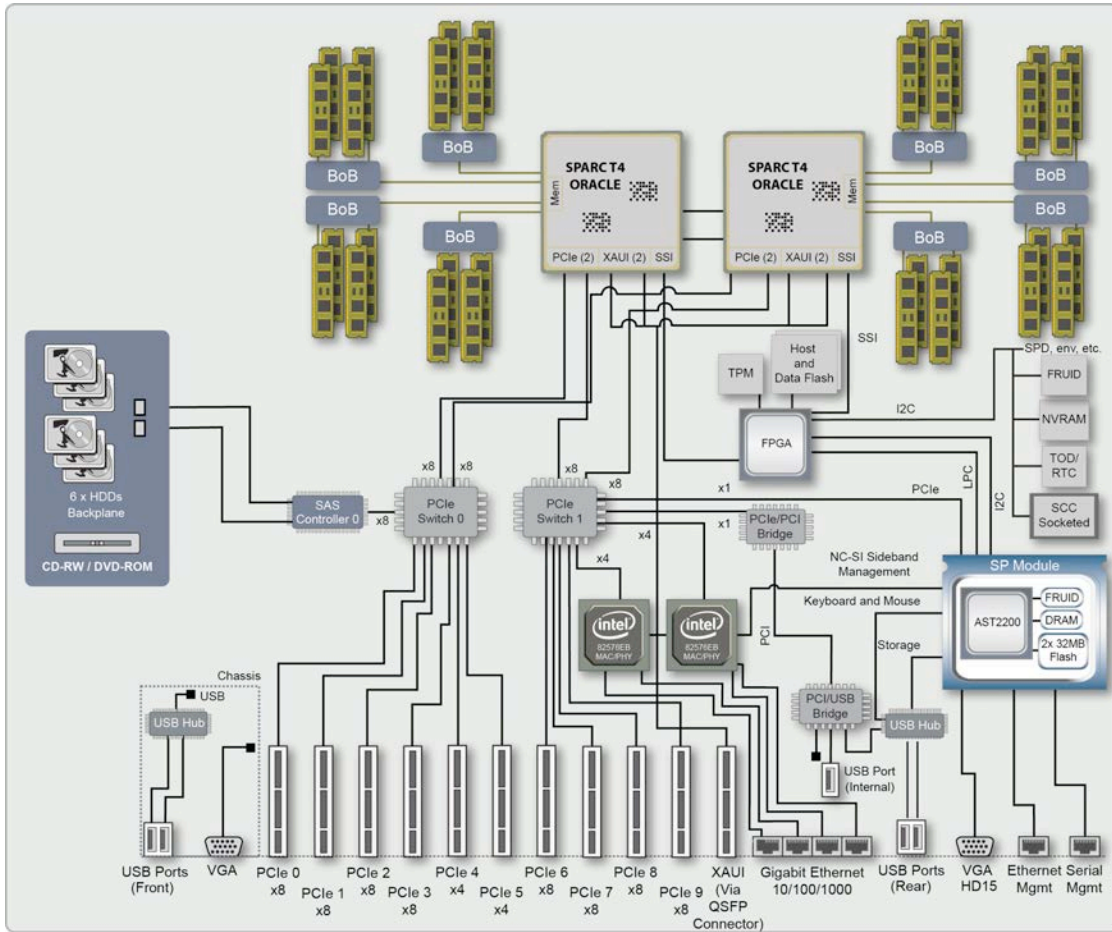 BoB
BoB
BoB
BoB
BoB
BoB
BoB
BoB
SPARC T4
ORACLE
Mem
PCIe (2) XAUI (2) SSI
SPARC T4
ORACLE
Mem
PCIe (2) XAUI (2) SSI
SSI
SPD, env, etc.
TPM
Host
and
Data Flash
FPGA
I2C
FRUID
NVRAM
TOD/
RTC
SCC
Socketed
LPC
I2C
6 x HDDs
Backplane
CD-RW / DVD-ROM
SAS
Controller 0
x8
x8
x8
PCIe
Switch 0
x8
x8
PCIe
Switch 1
x1
PCIe
x1
x4
x4
PCIe/PCI
Bridge
PCI
NC-SI Sideband
Management
Keyboard and Mouse
Storage
SP Module
AST2200
FRUID
DRAM
2x 32MB
Flash
intel
82576EB
MAC/PHY
intel
82576EB
MAC/PHY
PCI/USB
Bridge
USB Hub
USB Port
(Internal)
Chassis
USB
USB Hub
USB Ports
(Front)
VGA
PCIe 0
x8
PCIe 1
x8
PCIe 2
x8
PCIe 3
x8
PCIe 4
x4
PCIe 5
x4
PCIe 6
x8
PCIe 7
x8
PCIe 8
x8
PCIe 9
x8
XAUI
(Via
QSFP
Connector)
Gigabit Ethernet
10/100/1000
USB Ports
(Rear)
VGA
HD15
Ethernet
Mgmt
Serial
Mgmt